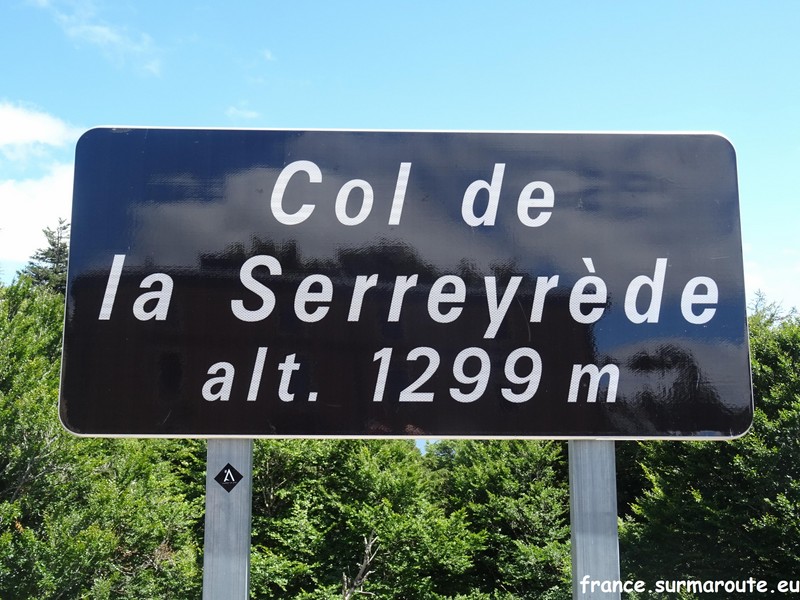 Col de
la Serreyrède
alt. 1299 m
france.surmaroute.eu